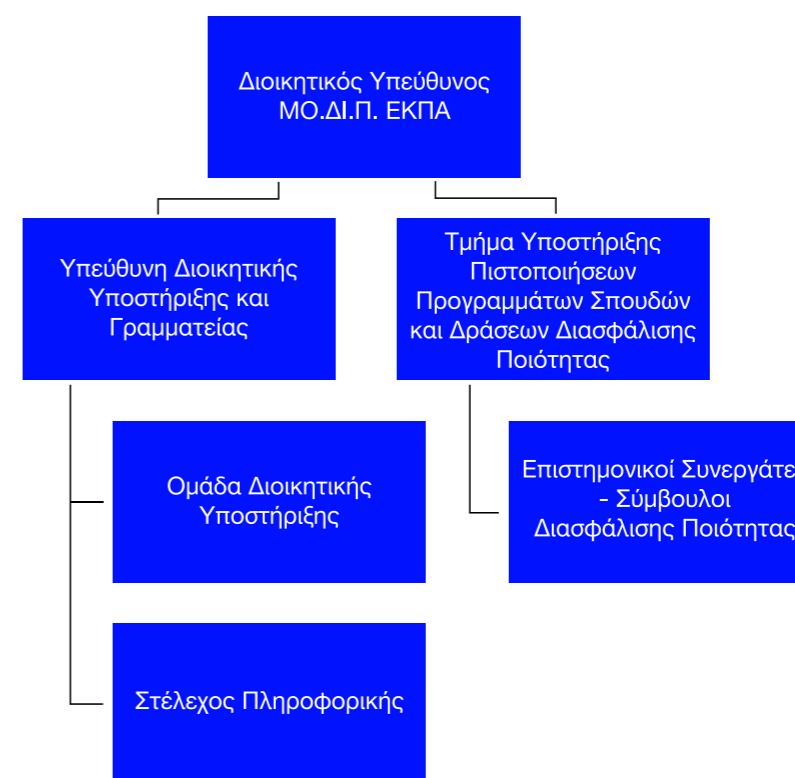 Διοικητικός Υπεύθυνος
ΜΟ.ΔΙ.Π. ΕΚΠΑ
Υπεύθυνη Διοικητικής
Υποστήριξης και
Γραμματείας
Τμήμα Υποστήριξης
Πιστοποιήσεων
Προγραμμάτων Σπουδών
και Δράσεων Διασφάλισης
Ποιότητας
Ομάδα Διοικητικής
Υποστήριξης
Επιστημονικοί Συνεργάτε
- Σύμβουλοι
Διασφάλισης Ποιότητας
Στέλεχος Πληροφορικής